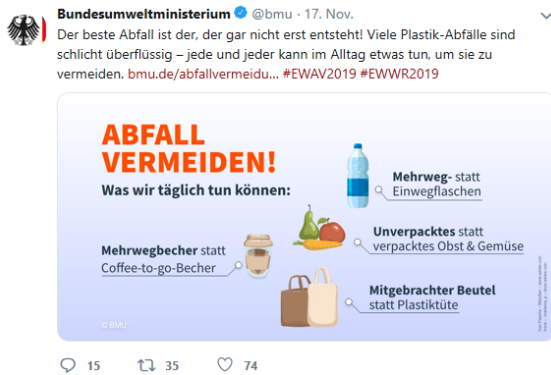 Bundesumweltministerium @bmu · 17. Nov.
Der beste Abfall ist der, der gar nicht erst entsteht! Viele Plastik-Abfälle sind
schlicht überflüssig – jede und jeder kann im Alltag etwas tun, um sie zu
vermeiden. bmu.de/abfallvermeidu... #EWAV2019 #EWWR2019
ABFALL
VERMEIDEN!
Was wir täglich tun können:
Mehrweg- statt
Einwegflaschen
Unverpacktes statt
verpacktes Obst & Gemüse
Mehrwegbecher statt
Coffee-to-go-Becher
Mitgebrachter Beutel
statt Plastiktüte
© BMU
15
35
74